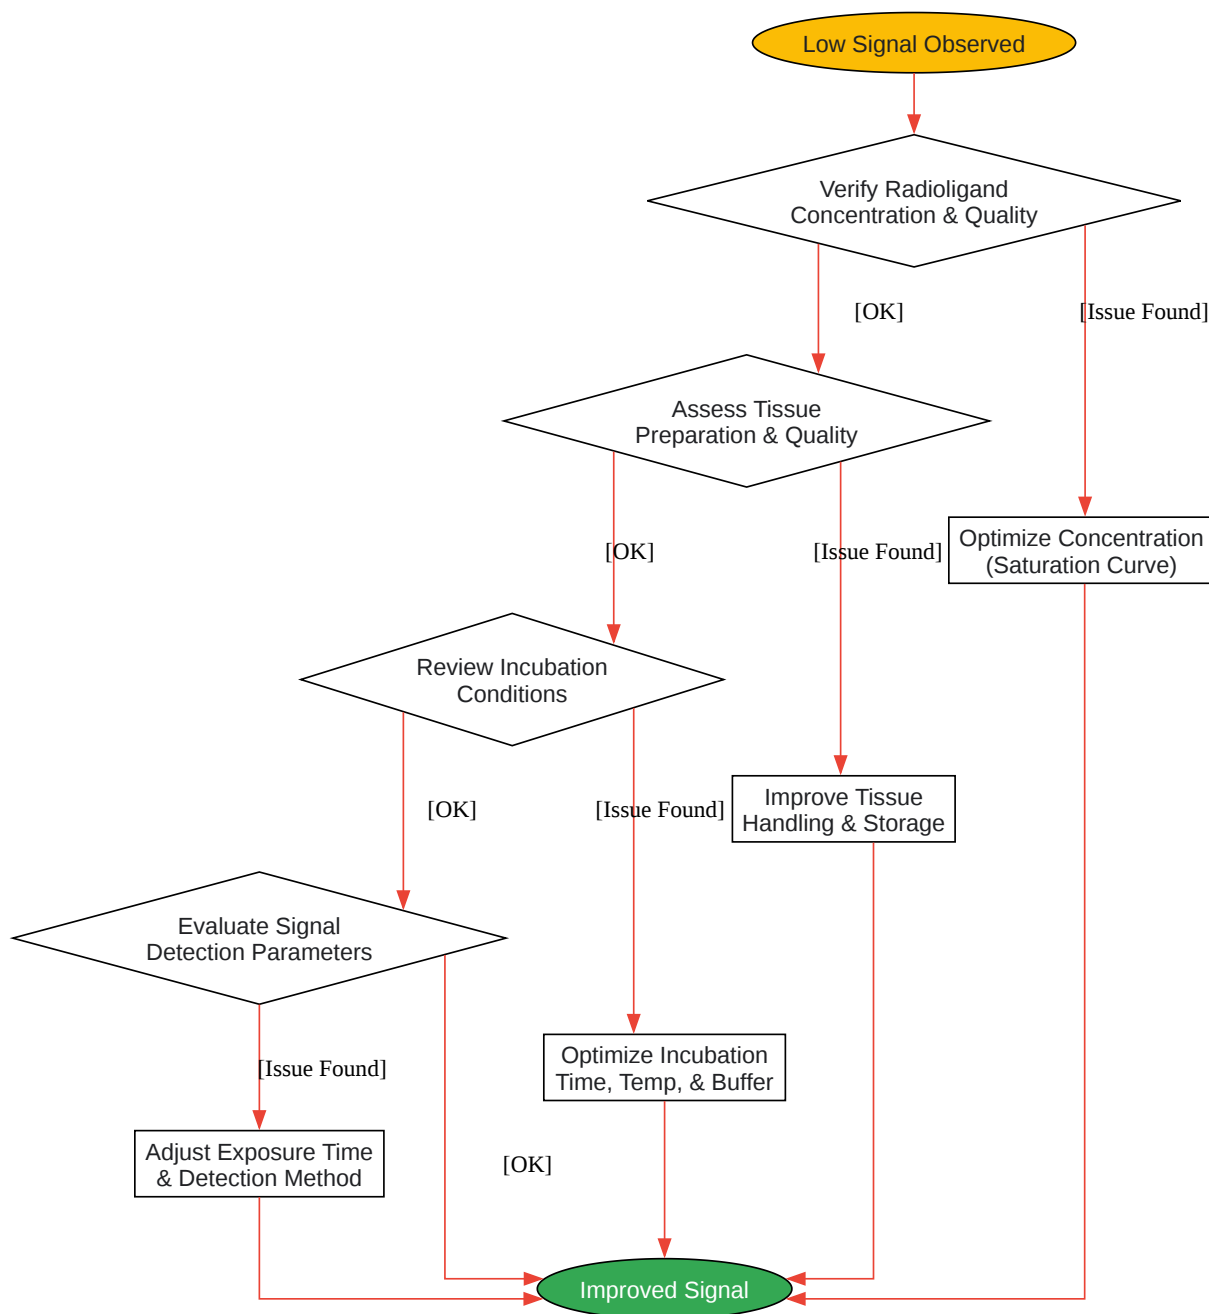 Low Signal Observed
Verify Radioligand
Concentration & Quality
[OK]
[Issue Found]
Assess Tissue
Preparation & Quality
[OK]
[Issue Found]
Optimize Concentration
(Saturation Curve)
Review Incubation
Conditions
[OK]
[Issue Found]
Improve Tissue
Handling & Storage
Evaluate Signal
Detection Parameters
[Issue Found]
Optimize Incubation
Time, Temp, & Buffer
Adjust Exposure Time
& Detection Method
[OK]
Improved Signal